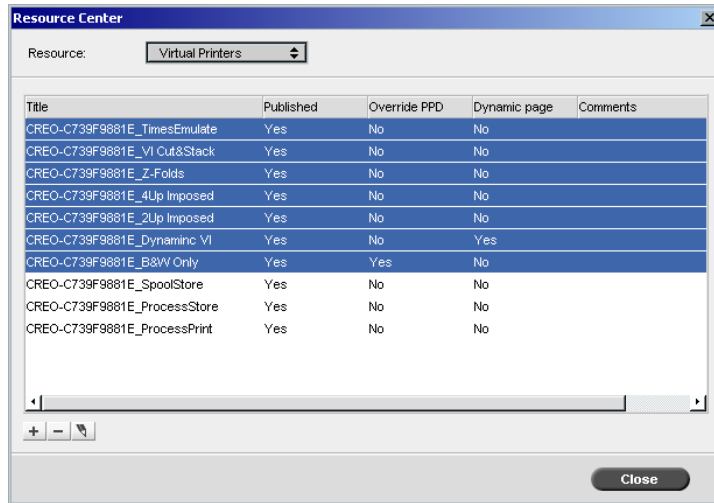 Resource Center
Resource: Virtual Printers
Title Published Override PPD Dynamic page Comments
CREO-C739F9881E_TimesEmulate Yes No No
CREO-C739F9881E_VI Cut&Stack Yes No No
CREO-C739F9881E_Z-Folds Yes No No
CREO-C739F9881E_4Up Imposed Yes No No
CREO-C739F9881E_2Up Imposed Yes No No
CREO-C739F9881E_Dynaminc VI Yes No Yes
CREO-C739F9881E_B&W Only Yes Yes No
CREO-C739F9881E_SpoolStore Yes No No
CREO-C739F9881E_ProcessStore Yes No No
CREO-C739F9881E_ProcessPrint Yes No No
Close